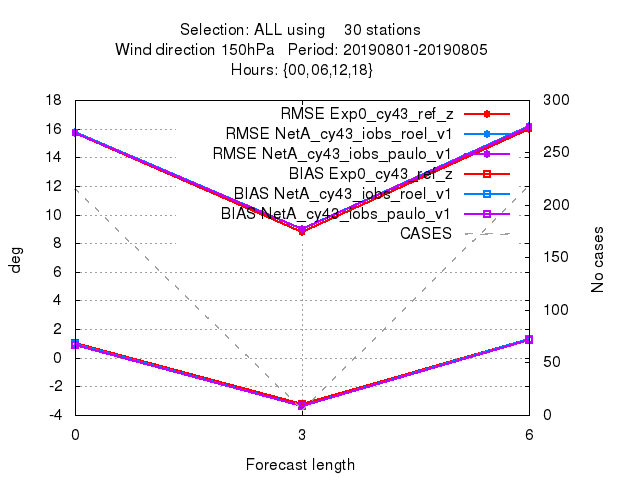 Selection: ALL using 30 stations
Wind direction 150hPa Period: 20190801-20190805
Hours: {00,06,12,18}
RMSE Exp0_cy43_ref_z
RMSE NetA_cy43_iobs_roel_v1
RMSE NetA_cy43_iobs_paulo_v1
BIAS Exp0_cy43_ref_z
BIAS NetA_cy43_iobs_roel_v1
BIAS NetA_cy43_iobs_paulo_v1
CASES
18
16
14
12
10
8
6
4
2
0
-2
-4
deg
300
250
200
150
100
50
0
No cases
0 3 6
Forecast length